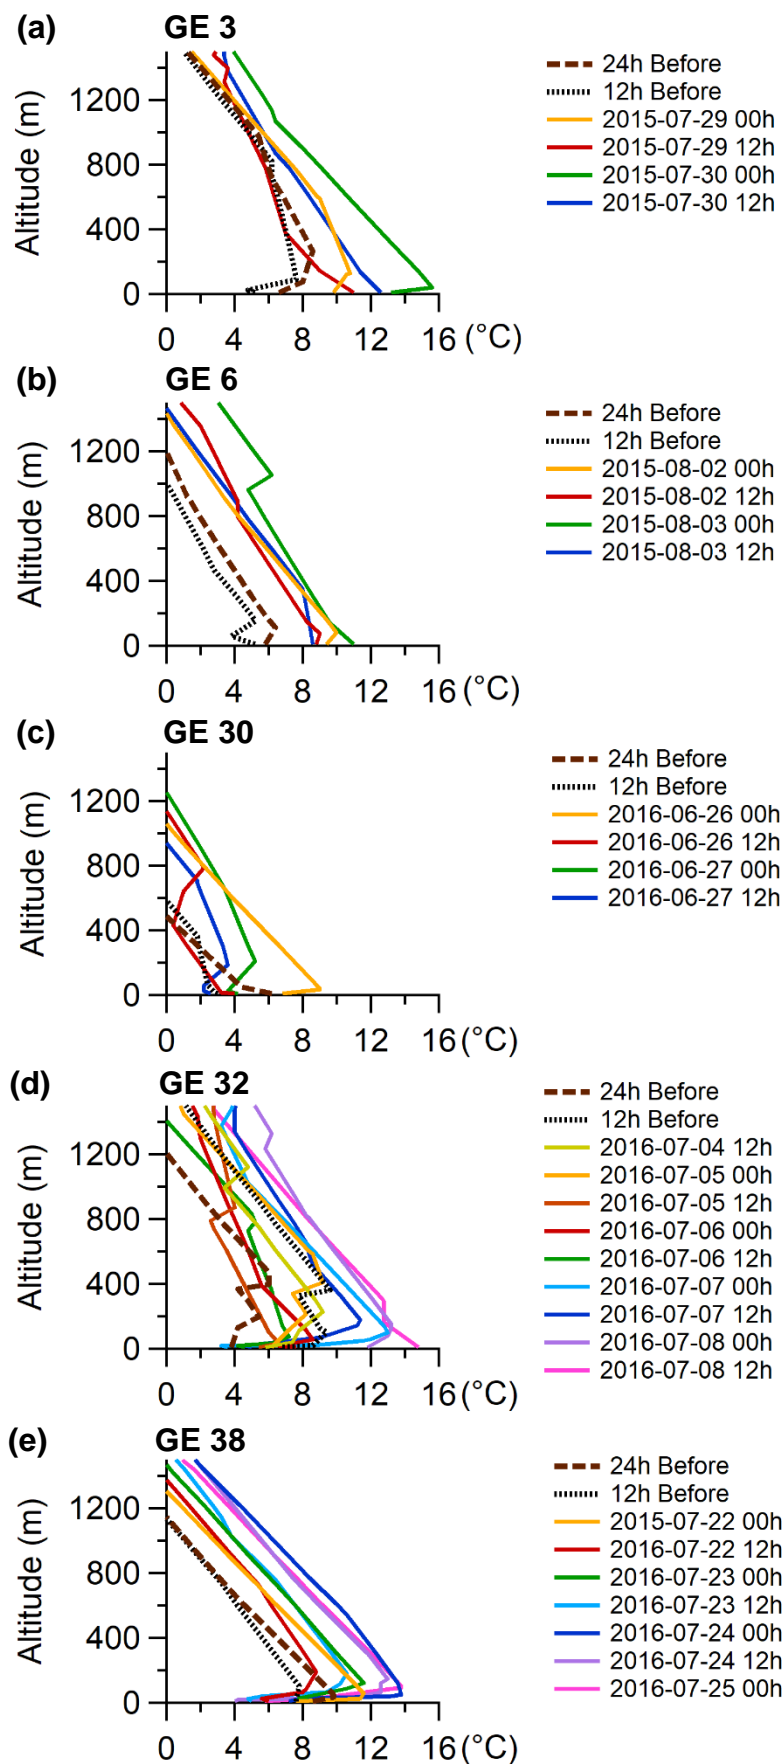 (a) GE 3
Altitude (m)
1200
800
400
0
0 4 8 12 16 (°C)
24h Before
12h Before
2015-07-29 00h
2015-07-29 12h
2015-07-30 00h
2015-07-30 12h
(b) GE 6
Altitude (m)
1200
800
400
0
0 4 8 12 16 (°C)
24h Before
12h Before
2015-08-02 00h
2015-08-02 12h
2015-08-03 00h
2015-08-03 12h
(c) GE 30
Altitude (m)
1200
800
400
0
0 4 8 12 16 (°C)
24h Before
12h Before
2016-06-26 00h
2016-06-26 12h
2016-06-27 00h
2016-06-27 12h
(d) GE 32
Altitude (m)
1200
800
400
0
0 4 8 12 16 (°C)
24h Before
12h Before
2016-07-04 12h
2016-07-05 00h
2016-07-05 12h
2016-07-06 00h
2016-07-06 12h
2016-07-07 00h
2016-07-07 12h
2016-07-08 00h
2016-07-08 12h
(e) GE 38
Altitude (m)
1200
800
400
0
0 4 8 12 16 (°C)
24h Before
12h Before
2015-07-22 00h
2016-07-22 12h
2016-07-23 00h
2016-07-23 12h
2016-07-24 00h
2016-07-24 12h
2016-07-25 00h